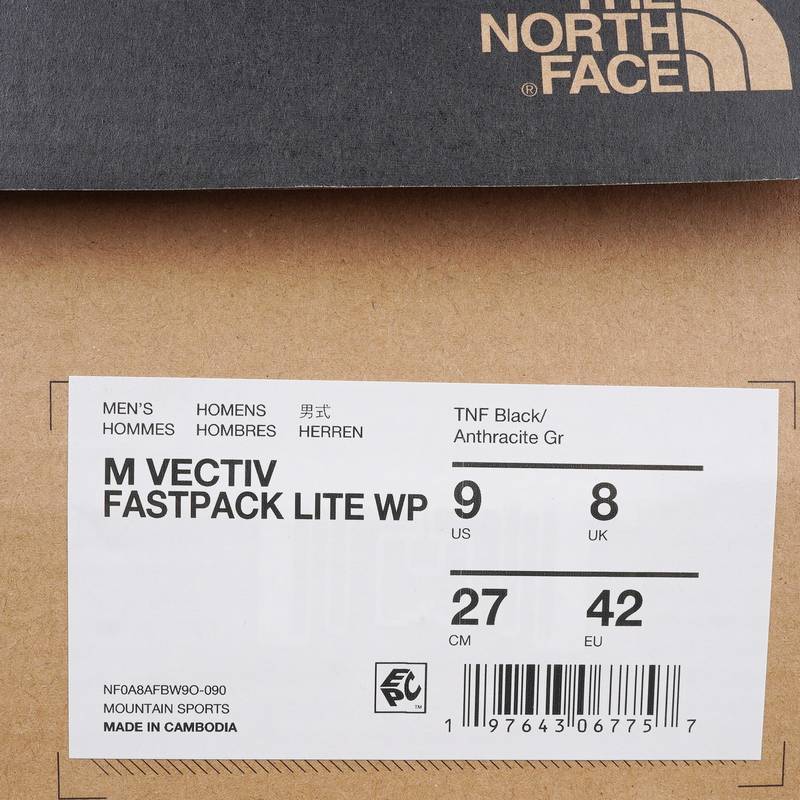 THE
NORTH
FACE
®
MEN'S HOMENS 男式
HOMMES HOMBRES HERREN
M VECTIV
FASTPACK LITE WP
TNF Black/
Anthracite Gr
9 8
US UK
27 42
CM EU
EPC
TM
NF0A8AFBW9O-090
MOUNTAIN SPORTS
MADE IN CAMBODIA
1 97643 06775 7